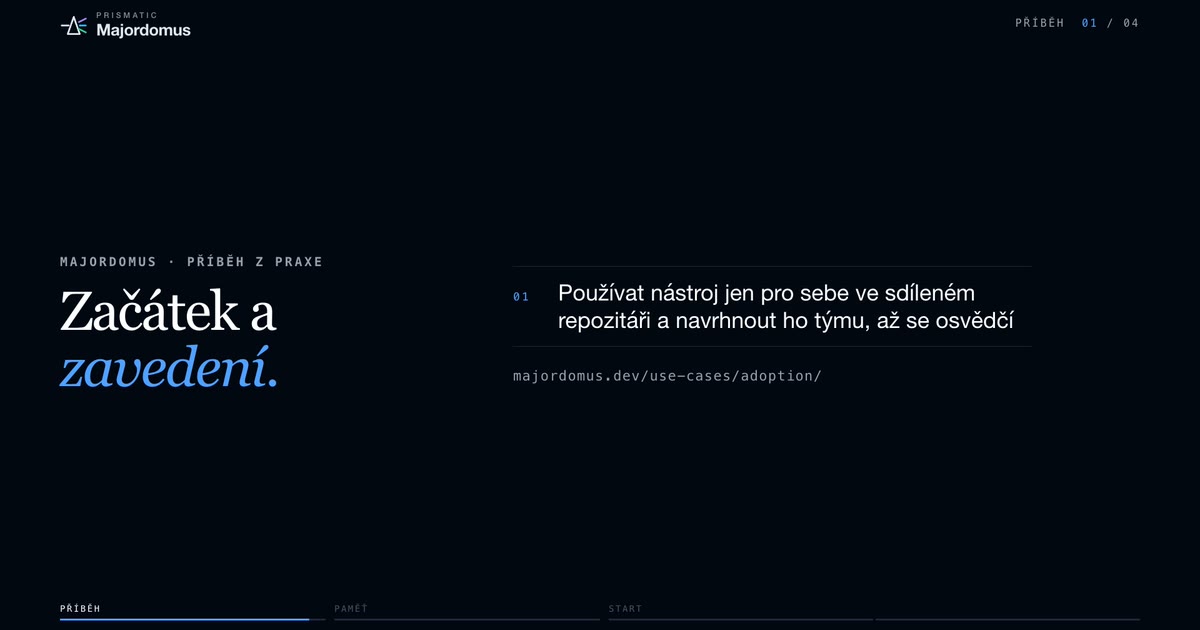 PRISMATIC
Majordomus
PŘÍBĚH 01 / 04
MAJORDOMUS · PŘÍBĚH Z PRAXE
Začátek a
zavedení.
01
Používat nástroj jen pro sebe ve sdíleném
repozitáři a navrhnout ho týmu, až se osvědčí
majordomus.dev/use-cases/adoption/
PŘÍBĚH
PAMĚŤ
START